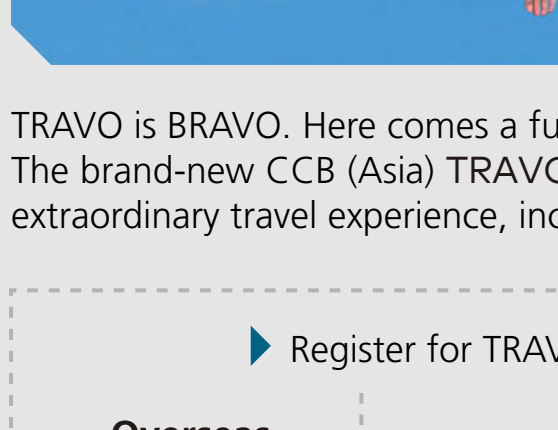 TRAVO is BRAVO. Here comes a fu
The brand-new CCB (Asia) TRAVO
extraordinary travel experience, inc
Register for TRAV
Overseas